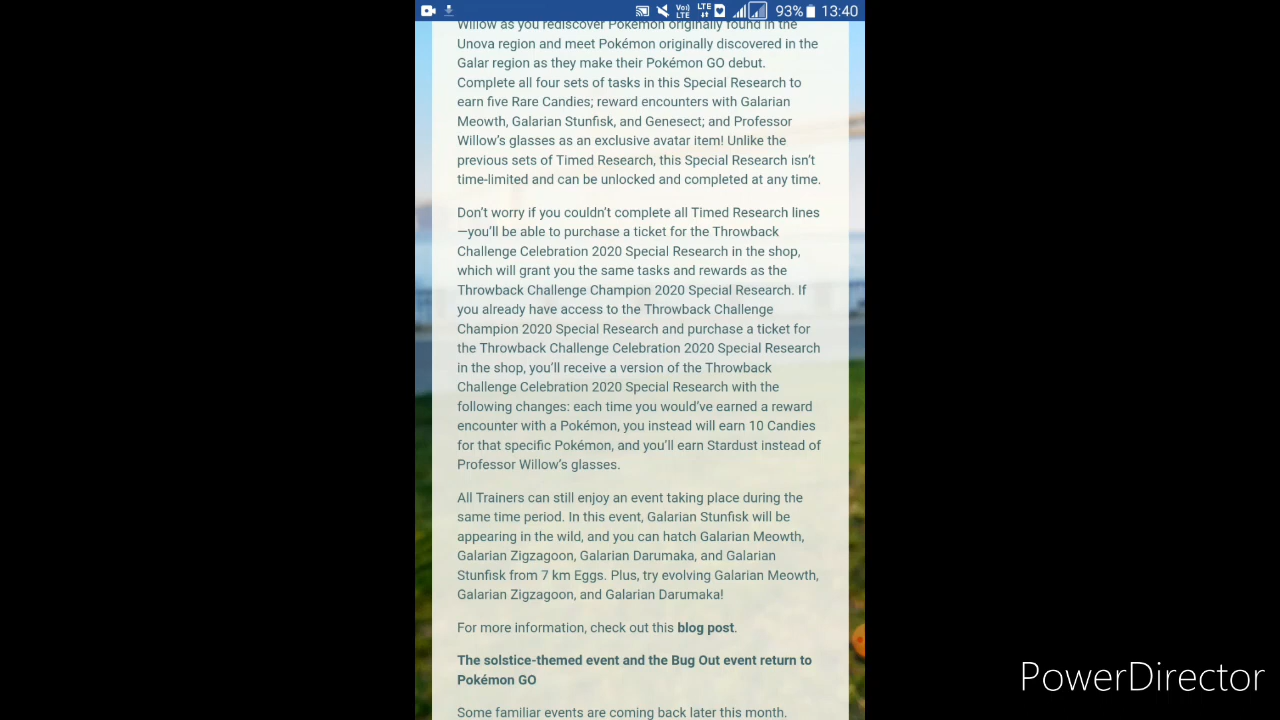 Vo) LTE LTE 93% 13:40
Willow as you rediscover Pokémon originally found in the
Unova region and meet Pokémon originally discovered in the
Galar region as they make their Pokémon GO debut.
Complete all four sets of tasks in this Special Research to
earn five Rare Candies; reward encounters with Galarian
Meowth, Galarian Stunfisk, and Genesect; and Professor
Willow’s glasses as an exclusive avatar item! Unlike the
previous sets of Timed Research, this Special Research isn’t
time-limited and can be unlocked and completed at any time.
Don’t worry if you couldn’t complete all Timed Research lines
—you’ll be able to purchase a ticket for the Throwback
Challenge Celebration 2020 Special Research in the shop,
which will grant you the same tasks and rewards as the
Throwback Challenge Champion 2020 Special Research. If
you already have access to the Throwback Challenge
Champion 2020 Special Research and purchase a ticket for
the Throwback Challenge Celebration 2020 Special Research
in the shop, you’ll receive a version of the Throwback
Challenge Celebration 2020 Special Research with the
following changes: each time you would’ve earned a reward
encounter with a Pokémon, you instead will earn 10 Candies
for that specific Pokémon, and you’ll earn Stardust instead of
Professor Willow’s glasses.
All Trainers can still enjoy an event taking place during the
same time period. In this event, Galarian Stunfisk will be
appearing in the wild, and you can hatch Galarian Meowth,
Galarian Zigzagoon, Galarian Darumaka, and Galarian
Stunfisk from 7 km Eggs. Plus, try evolving Galarian Meowth,
Galarian Zigzagoon, and Galarian Darumaka!
For more information, check out this blog post.
The solstice-themed event and the Bug Out event return to
Pokémon GO
Some familiar events are coming back later this month.
PowerDirector